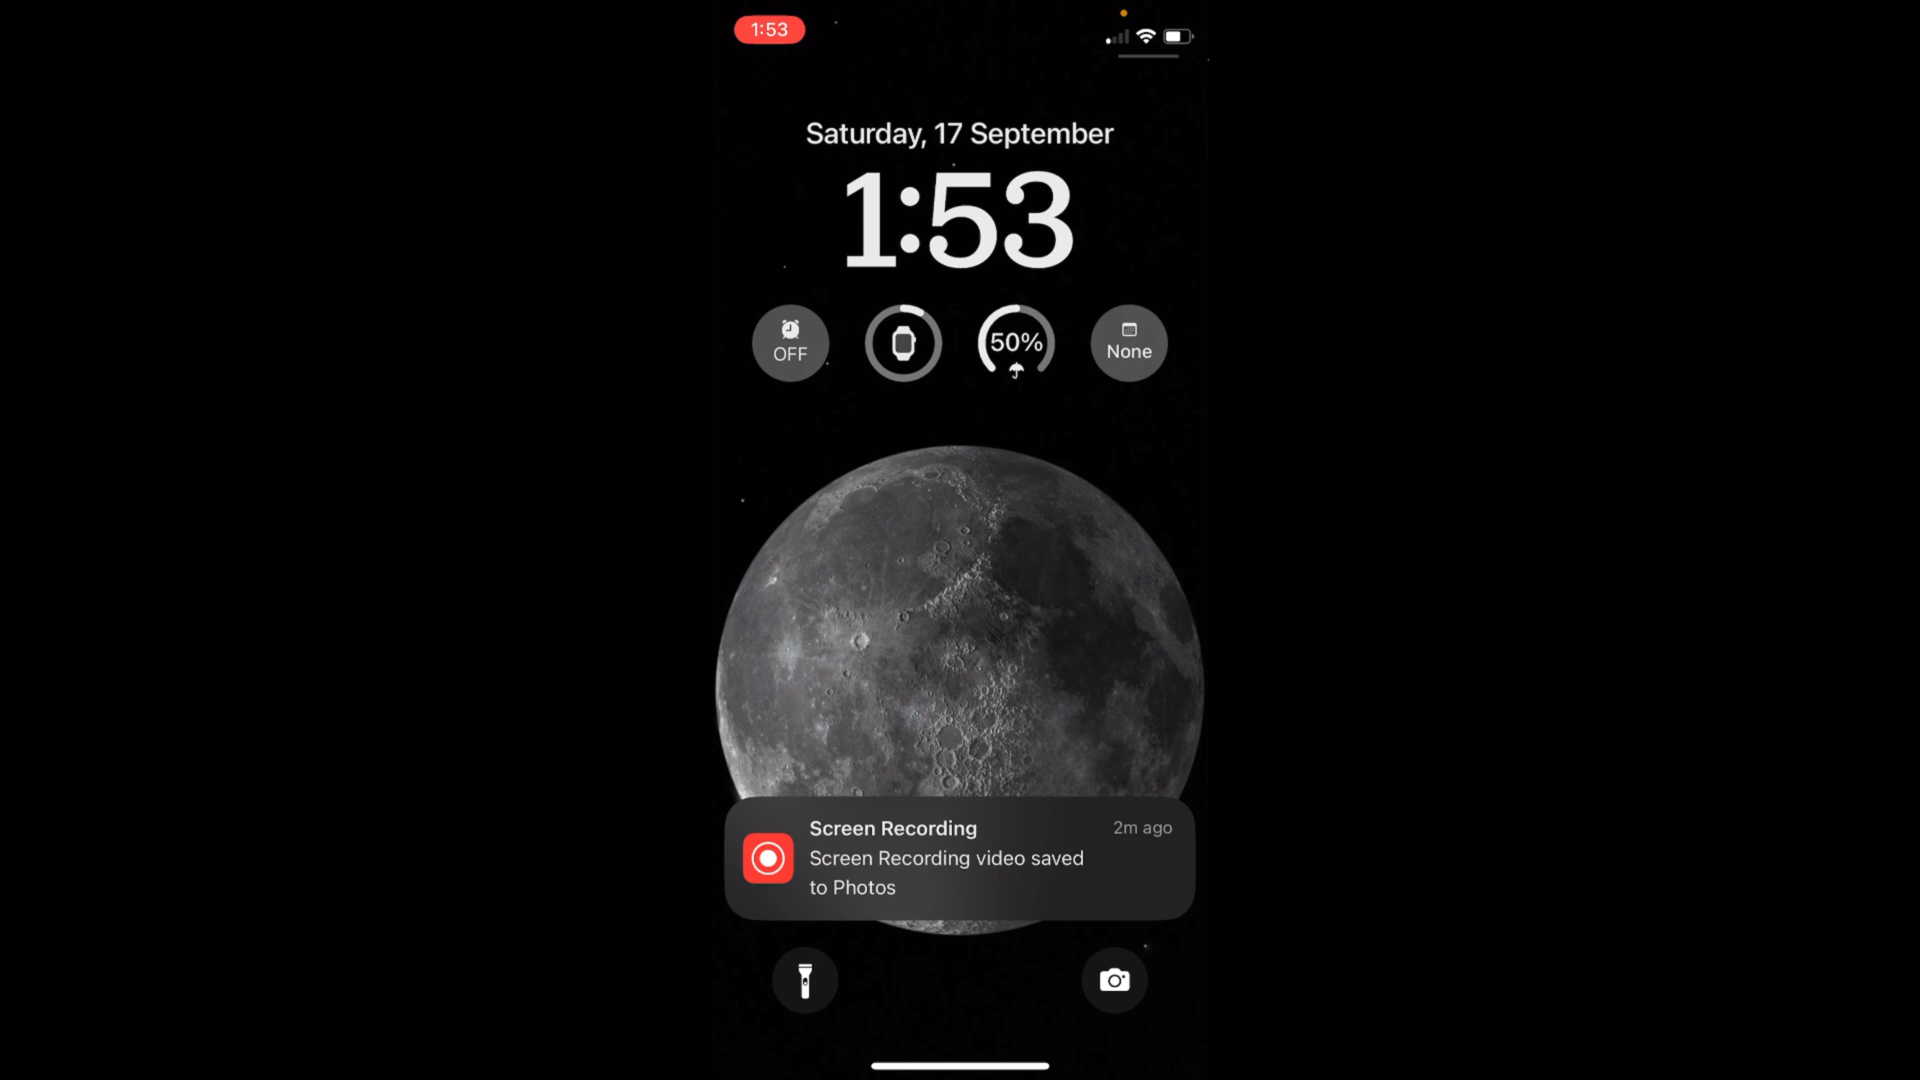 1:53
Saturday, 17 September
1:53
OFF
50%
None
Screen Recording
2m ago
Screen Recording video saved
to Photos